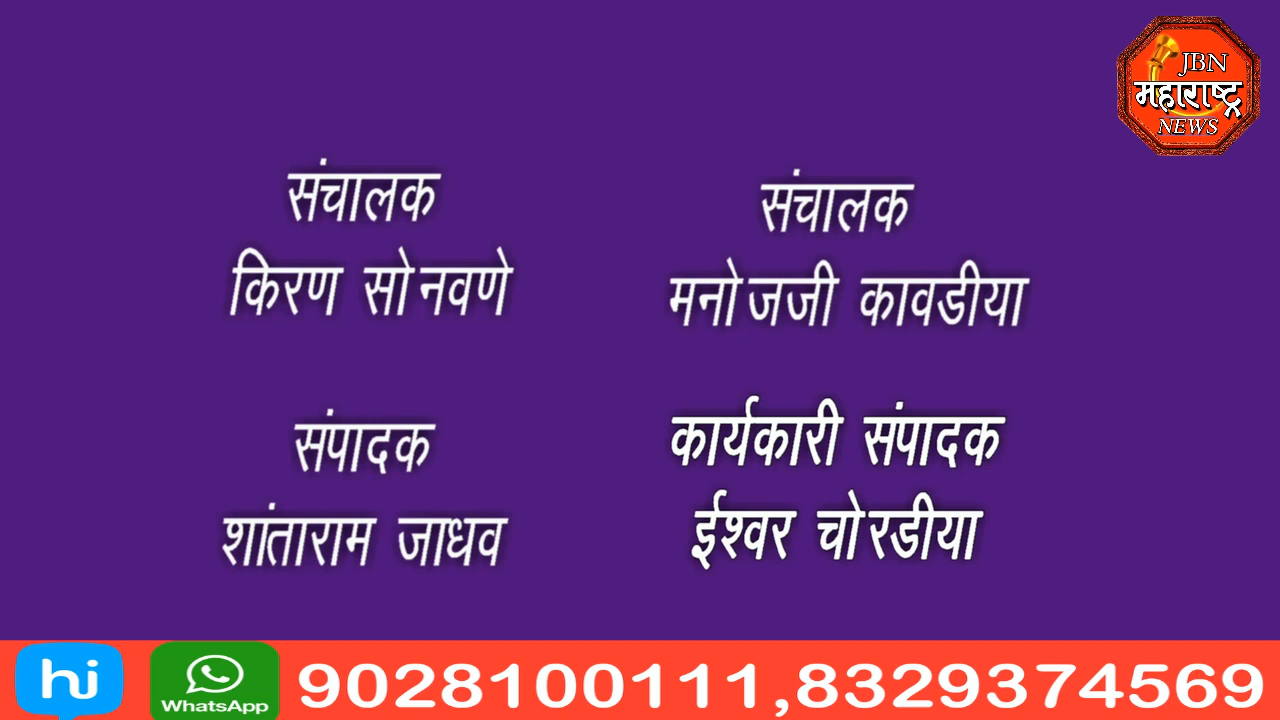 JBN
महाराष्ट्र
NEWS
संचालक
किरण सोनवणे
संचालक
मनोजजी कावडीया
संपादक
शांताराम जाधव
कार्यकारी संपादक
ईश्वर चोरडीया
hi
WhatsApp
9028100111,8329374569